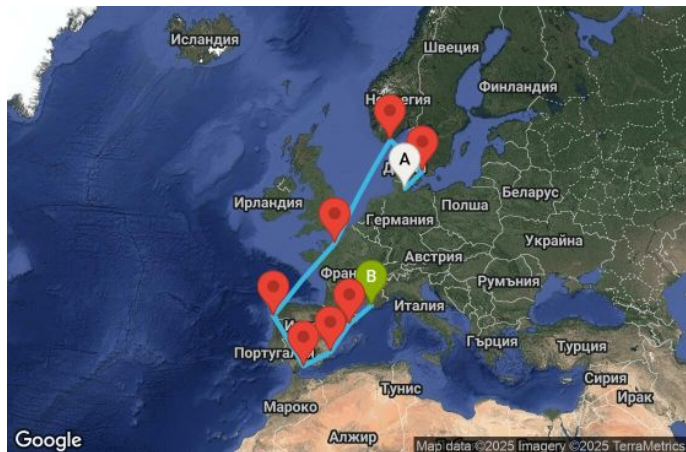 Исландия
Швеция
Финландия
Норвегия
A
Ирландия
Беларус
Полша
Германия
Украйна
Австрия
B
Румъния
Италия
Гърция
Турция
Португалия
Тунис
Сирия
Ирак
Мароко
Алжир
Google
Map data ©2025 Imagery ©2025 TerraMetrics